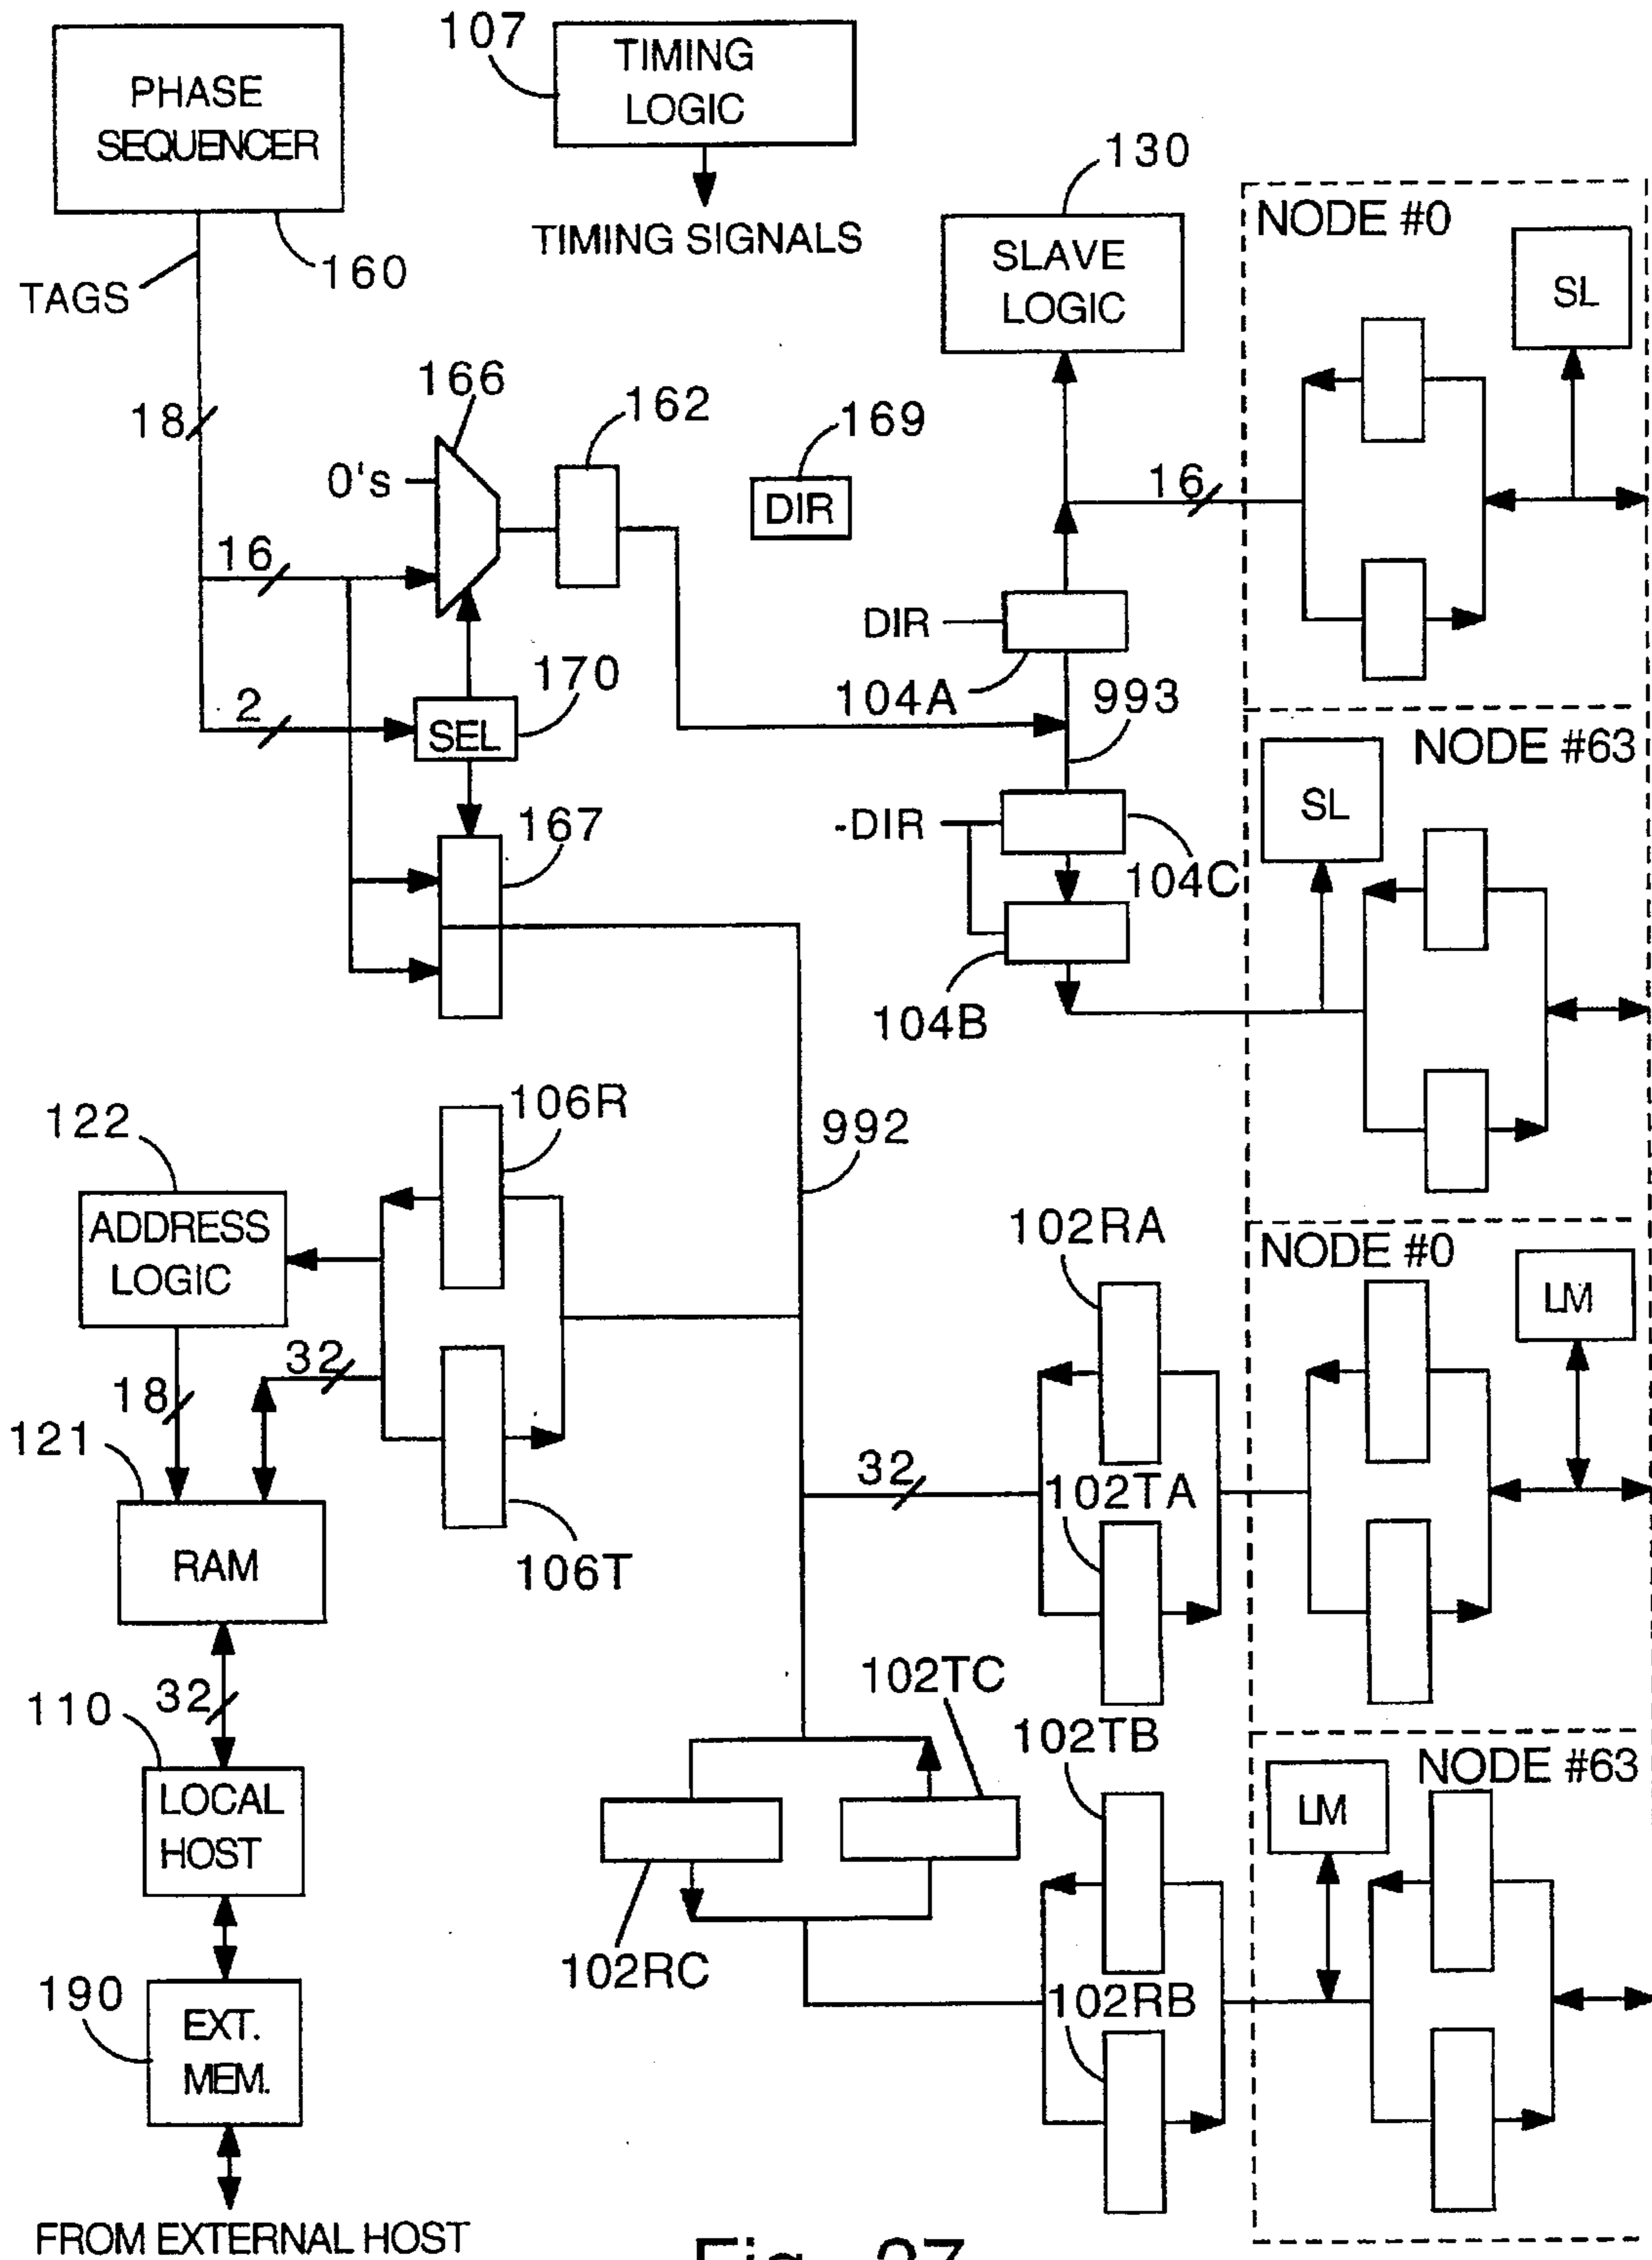 107
TIMING
LOGIC
PHASE
SEQUENCER
130
TIMING SIGNALS
NODE #0
160
TAGS
SLAVE
LOGIC
SL
166
18
162
169
0's
16
DIR
16
DIR
170
104A
993
2
SEL
NODE #63
SL
-DIR
167
104C
104B
106R
122
992
ADDRESS
LOGIC
102RA
NODE #0
LM
32
18
121
32
102TA
RAM
106T
102TC
32
110
102TB
NODE #63
LOCAL
HOST
LM
102RC
190
102RB
EXT.
MEM.
FROM EXTERNAL HOST
Fig. 27